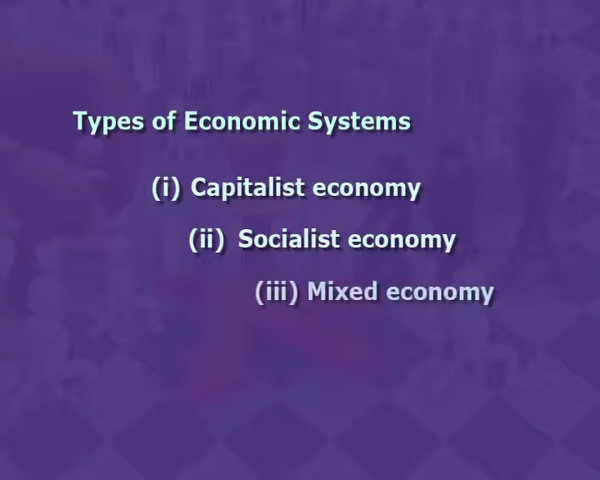 Types of Economic Systems
(i) Capitalist economy
(ii) Socialist economy
(iii) Mixed economy